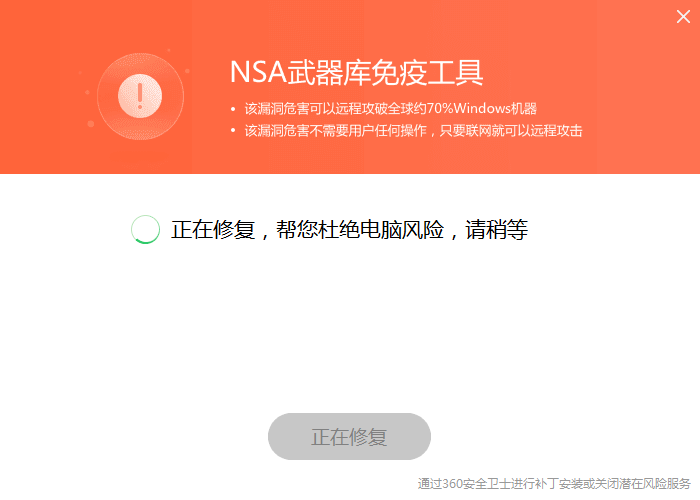 NSA武器库免疫工具
• 该漏洞危害可以远程攻破全球约70%Windows机器
• 该漏洞危害不需要用户任何操作，只要联网就可以远程攻击
正在修复，帮您杜绝电脑风险，请稍等
正在修复
通过360安全卫士进行补丁安装或关闭潜在风险服务